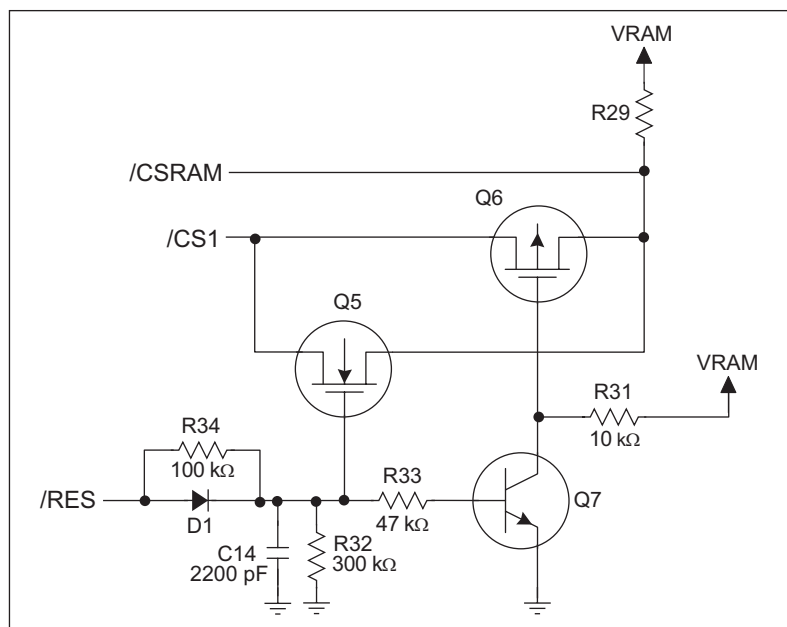 VRAM
R29
/CSRAM
Q6
/CS1
Q5
VRAM
R31
10 kΩ
R34
100 kΩ
R33
47 kΩ
Q7
/RES
D1
C14
2200 pF
R32
300 kΩ